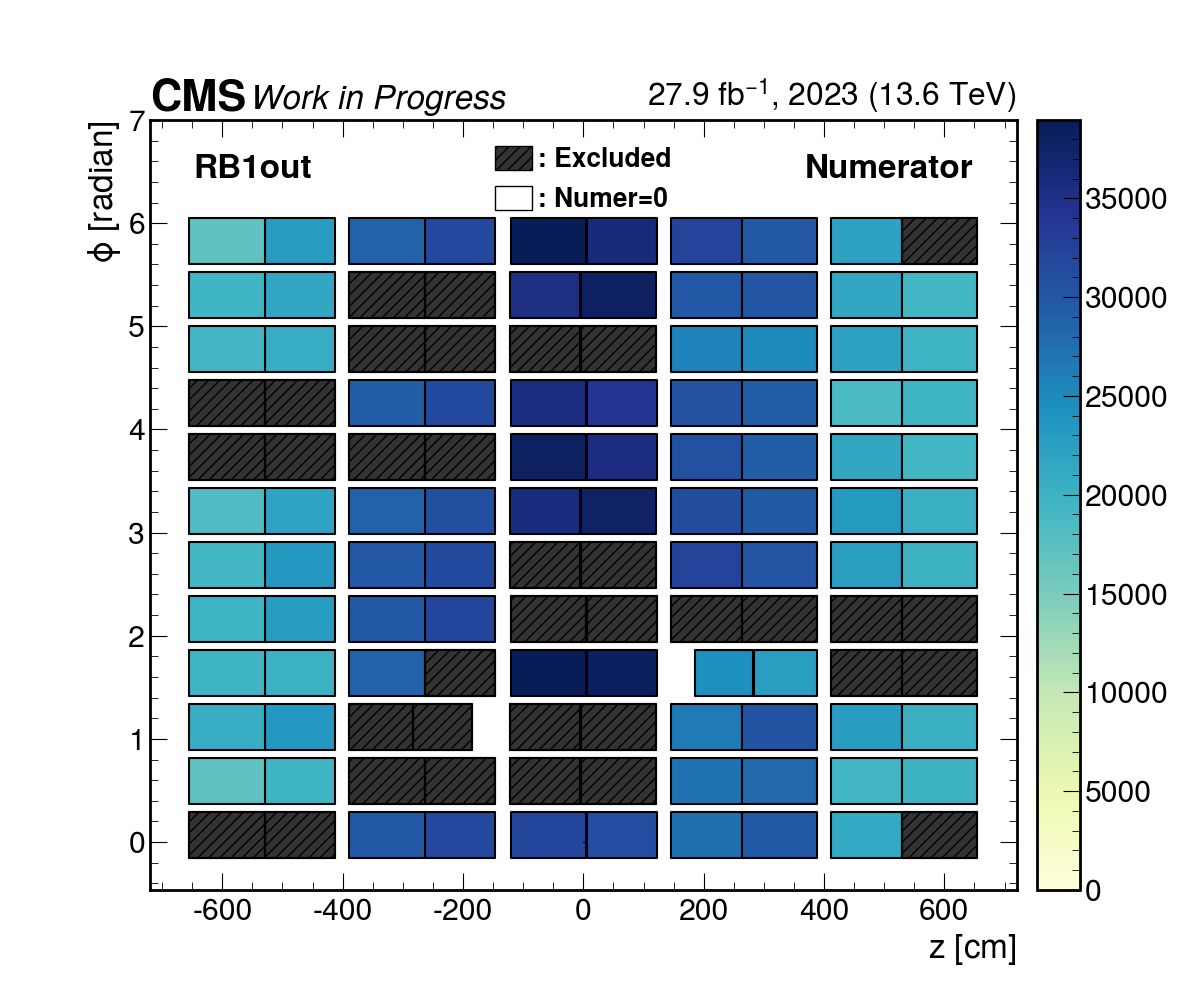 CMS Work in Progress 27.9 fb⁻¹, 2023 (13.6 TeV)
RB1out : Excluded Numerator
: Numer=0
ϕ [radian]
7
6
5
4
3
2
1
0
-600 -400 -200 0 200 400 600
z [cm]
35000
30000
25000
20000
15000
10000
5000
0